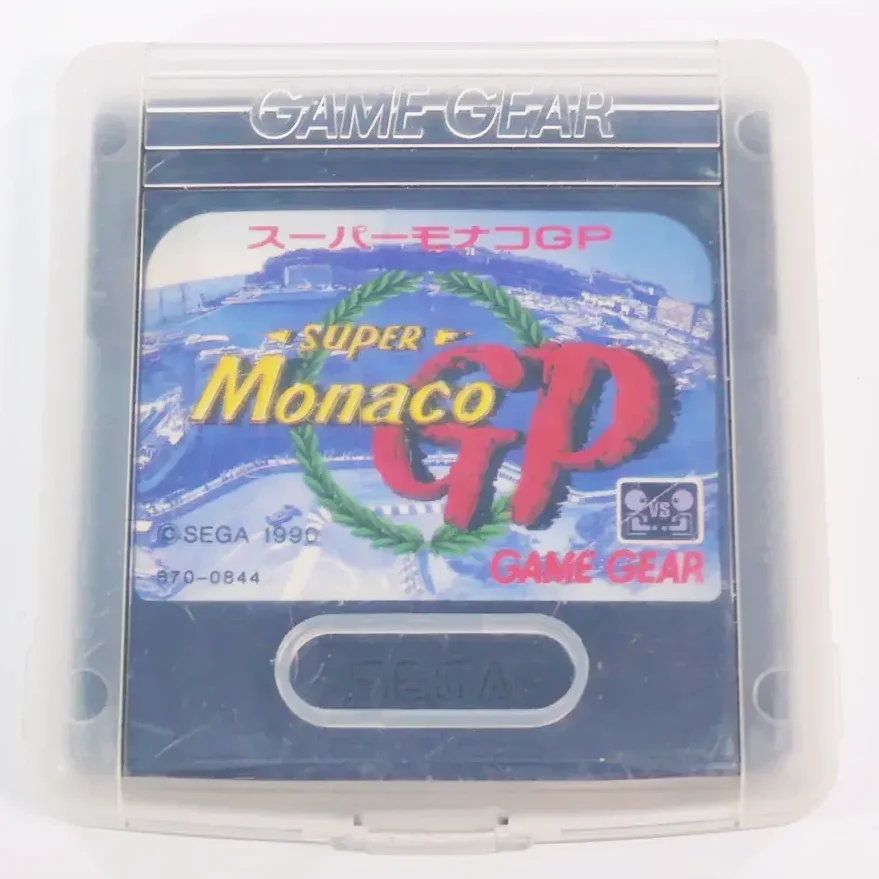 GAME GEAR
スーパーモナコGP
SUPER
Monaco GP
VS
©SEGA 1990
670-0844
GAME GEAR
SEGA